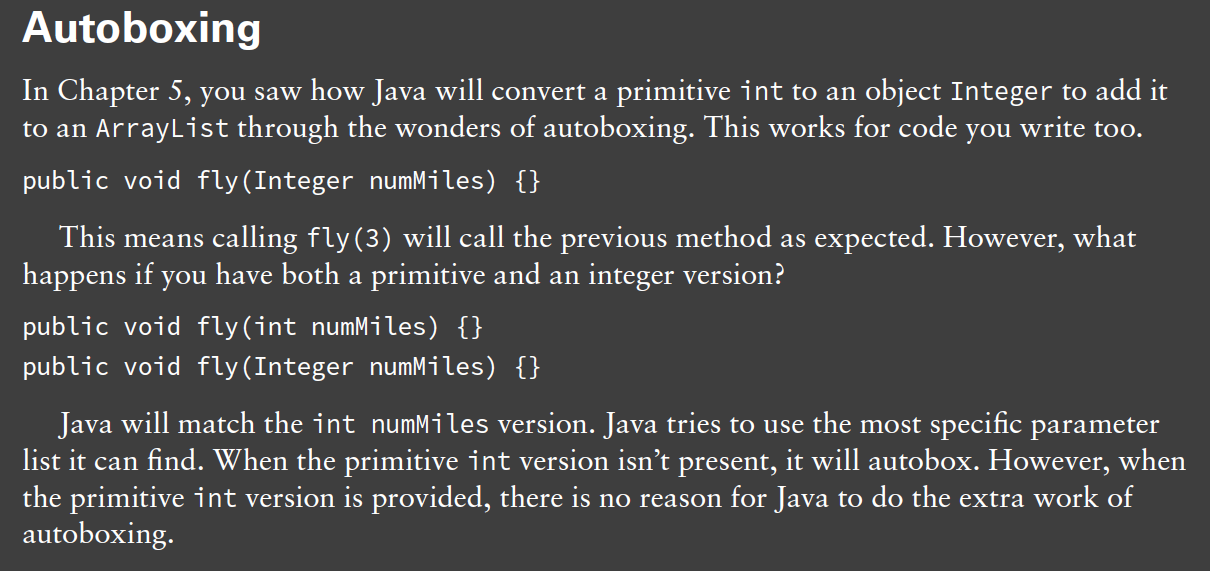 Autoboxing
In Chapter 5, you saw how Java will convert a primitive int to an object Integer to add it
to an ArrayList through the wonders of autoboxing. This works for code you write too.
public void fly(Integer numMiles) {}
This means calling fly(3) will call the previous method as expected. However, what
happens if you have both a primitive and an integer version?
public void fly(int numMiles) {}
public void fly(Integer numMiles) {}
Java will match the int numMiles version. Java tries to use the most specific parameter
list it can find. When the primitive int version isn’t present, it will autobox. However, when
the primitive int version is provided, there is no reason for Java to do the extra work of
autoboxing.